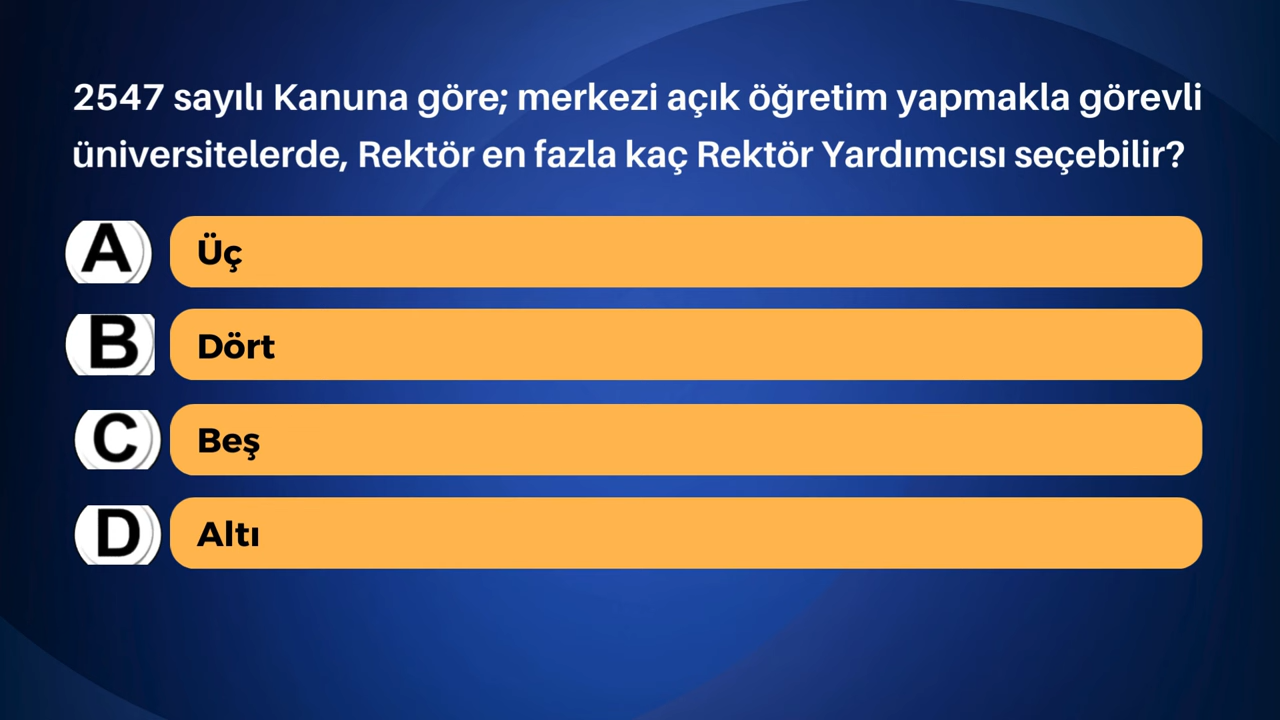 2547 sayılı Kanuna göre; merkezi açık öğretim yapmakla görevli
üniversitelerde, Rektör en fazla kaç Rektör Yardımcısı seçebilir?
A Üç
B Dört
C Beş
D Altı